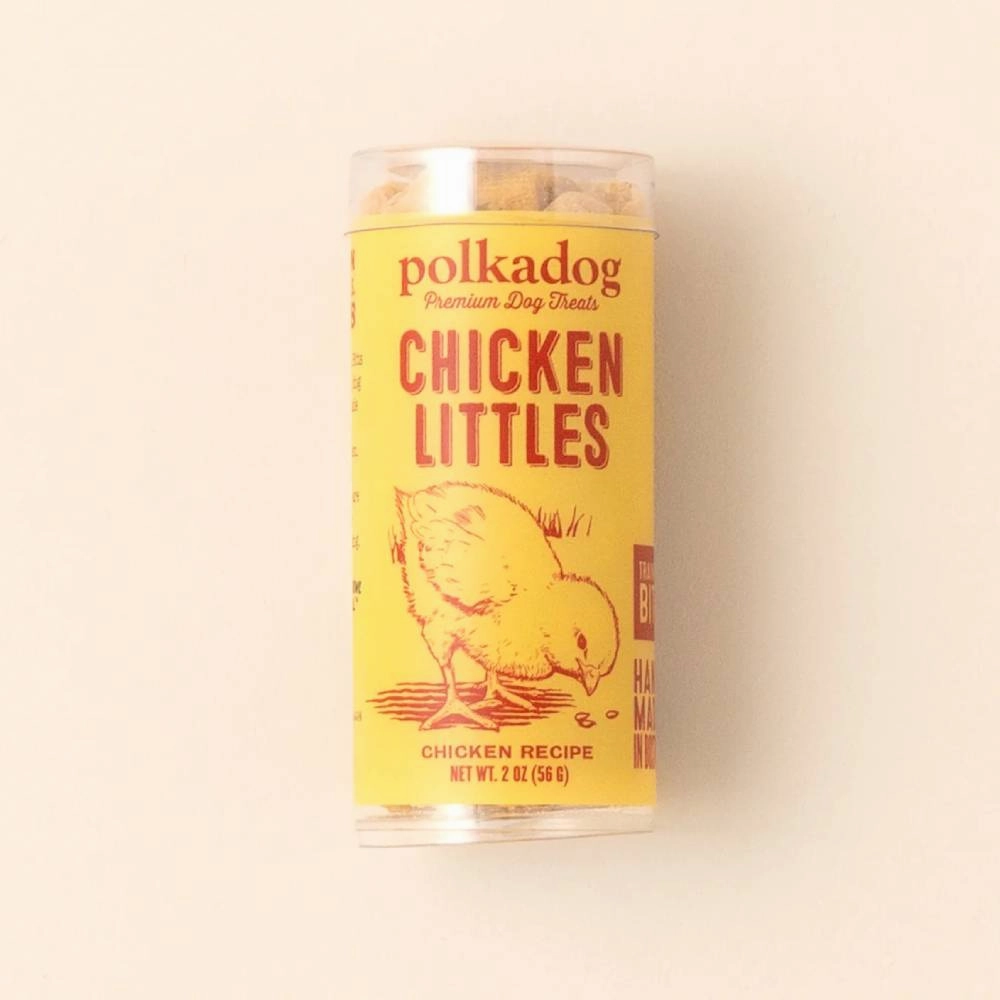 polkadog
Premium Dog Treats
CHICKEN
LITTLES
CHICKEN RECIPE
NET WT. 2 OZ (56 G)